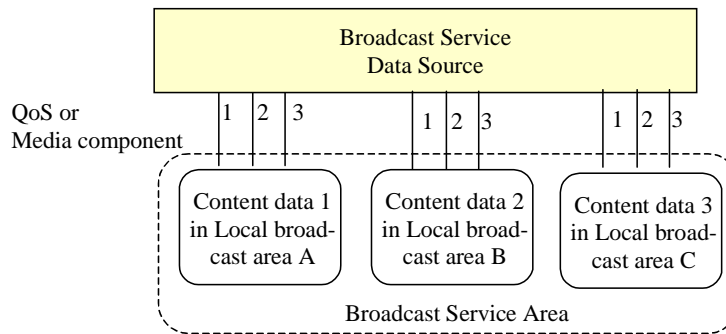 Broadcast Service
Data Source
QoS or
Media component
1 2 3
1 2 3
1 2 3
Content data 1
in Local broad-
cast area A
Content data 2
in Local broad-
cast area B
Content data 3
in Local broad-
cast area C
Broadcast Service Area